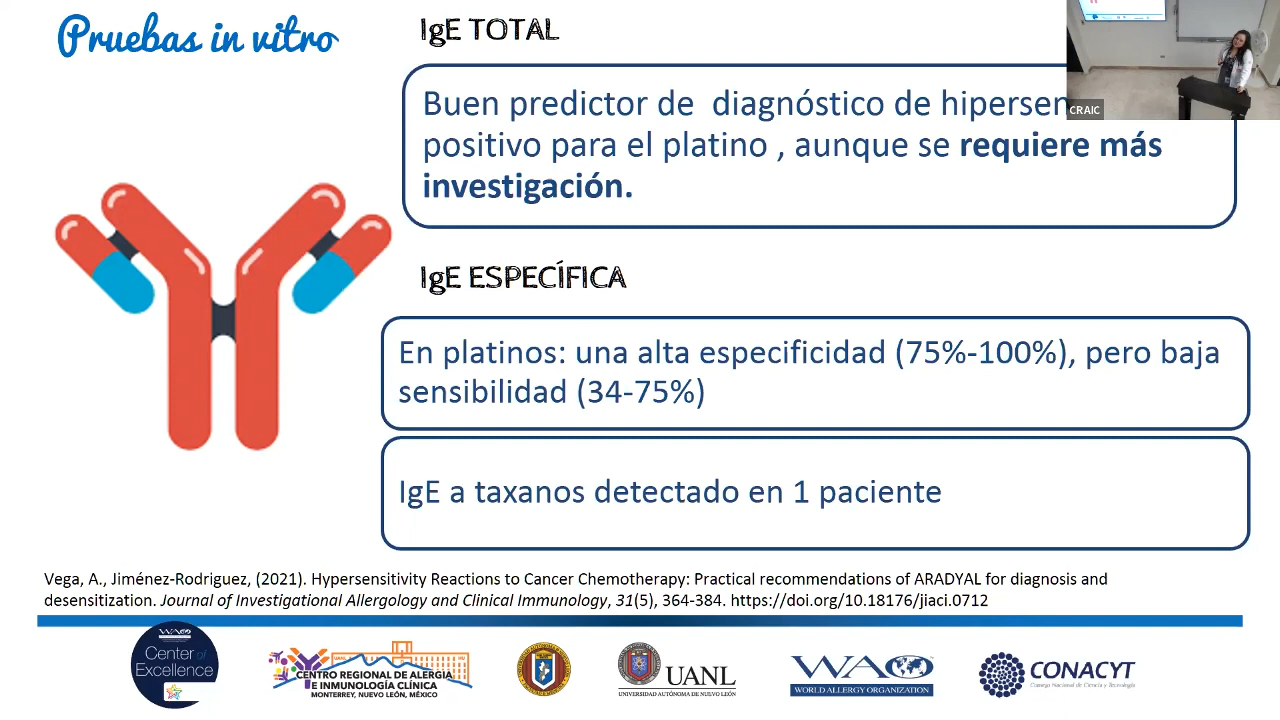 Pruebas in vitro
IgE TOTAL
Buen predictor de diagnóstico de hipersen
positivo para el platino , aunque se requiere más
investigación.
CRAIC
IgE ESPECÍFICA
En platinos: una alta especificidad (75%-100%), pero baja
sensibilidad (34-75%)
IgE a taxanos detectado en 1 paciente
Vega, A., Jiménez-Rodriguez, (2021). Hypersensitivity Reactions to Cancer Chemotherapy: Practical recommendations of ARADYAL for diagnosis and
desensitization. Journal of Investigational Allergology and Clinical Immunology, 31(5), 364-384. https://doi.org/10.18176/jiaci.0712
WAO
Center of
Excellence
CENTRO REGIONAL DE ALERGIA
E INMUNOLOGÍA CLÍNICA
MONTERREY, NUEVO LEÓN, MÉXICO
UANL
UNIVERSIDAD AUTÓNOMA DE NUEVO LEÓN
WAO
WORLD ALLERGY ORGANIZATION
CONACYT
Consejo Nacional de Ciencia y Tecnología